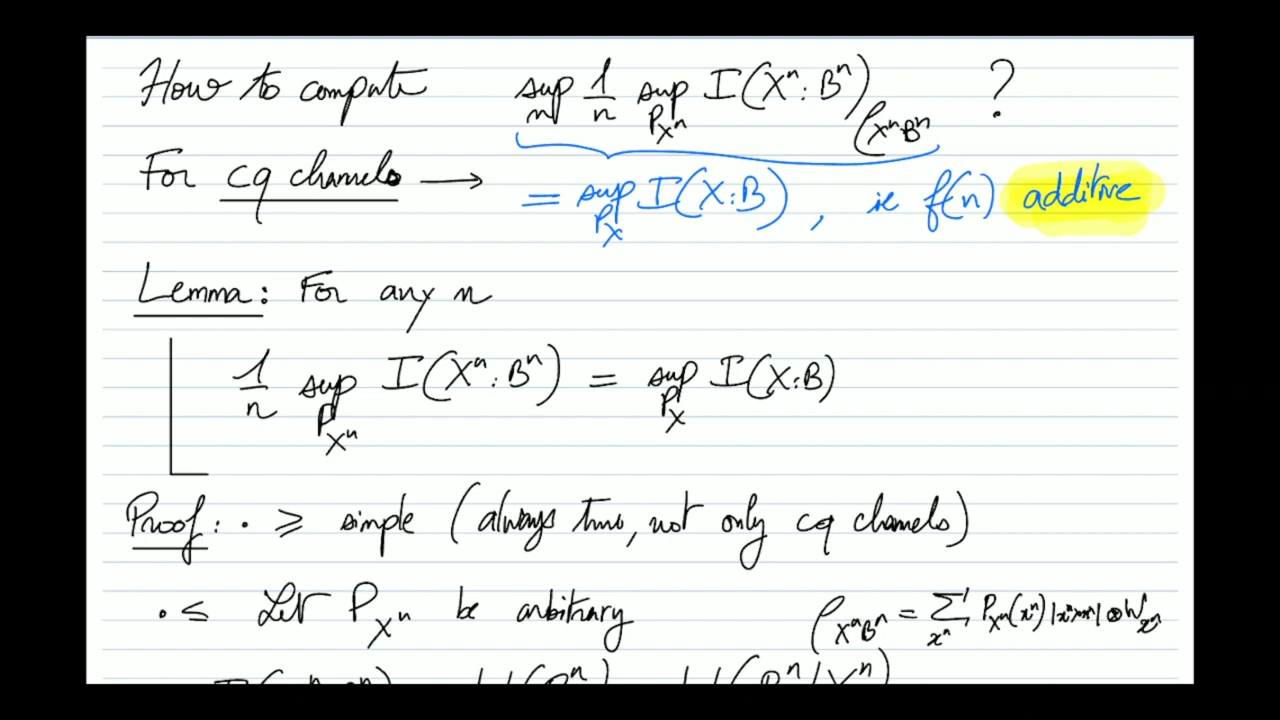 How to compute sup_n 1/n sup_{P_{X^n}} I(X^n : B^n)_{ρ_{X^n B^n}} ?
For cq channels → = sup_{P_X} I(X:B), ie f(n) additive
Lemma: For any n
1/n sup_{P_{X^n}} I(X^n : B^n) = sup_{P_X} I(X:B)
Proof: · ≥ simple (always true, not only cq channels)
· ≤ Let P_{X^n} be arbitrary ρ_{X^n B^n} = ∑_{x^n} P_{X^n}(x^n) |x^n><x^n| ⊗ W_{x^n}